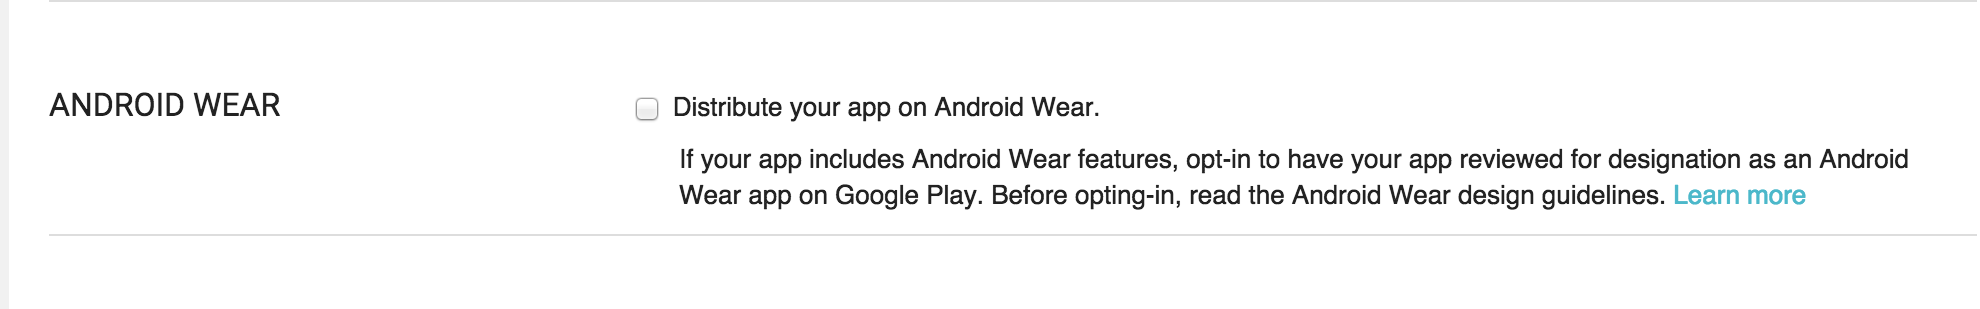 ANDROID WEAR
Distribute your app on Android Wear.
If your app includes Android Wear features, opt-in to have your app reviewed for designation as an Android
Wear app on Google Play. Before opting-in, read the Android Wear design guidelines. Learn more